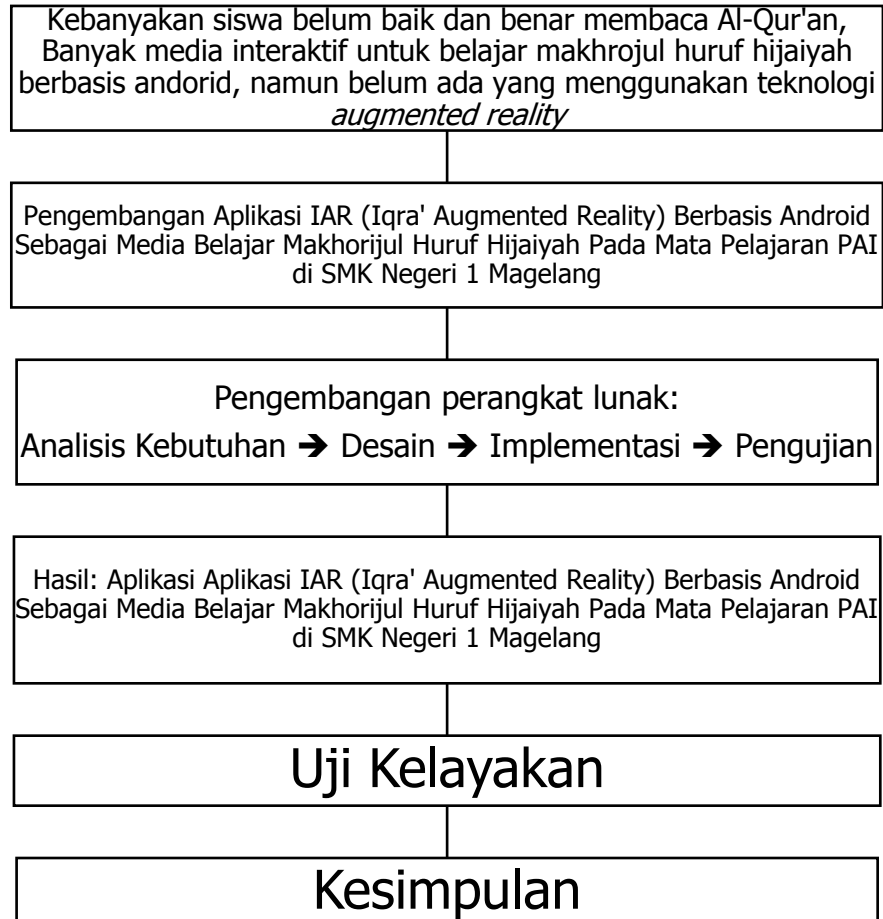 Kebanyakan siswa belum baik dan benar membaca Al-Qur'an,
Banyak media interaktif untuk belajar makhrojul huruf hijaiyah
berbasis andorid, namun belum ada yang menggunakan teknologi
augmented reality
Pengembangan Aplikasi IAR (Iqra' Augmented Reality) Berbasis Android
Sebagai Media Belajar Makhorijul Huruf Hijaiyah Pada Mata Pelajaran PAI
di SMK Negeri 1 Magelang
Pengembangan perangkat lunak:
Analisis Kebutuhan ➔ Desain ➔ Implementasi ➔ Pengujian
Hasil: Aplikasi Aplikasi IAR (Iqra' Augmented Reality) Berbasis Android
Sebagai Media Belajar Makhorijul Huruf Hijaiyah Pada Mata Pelajaran PAI
di SMK Negeri 1 Magelang
Uji Kelayakan
Kesimpulan